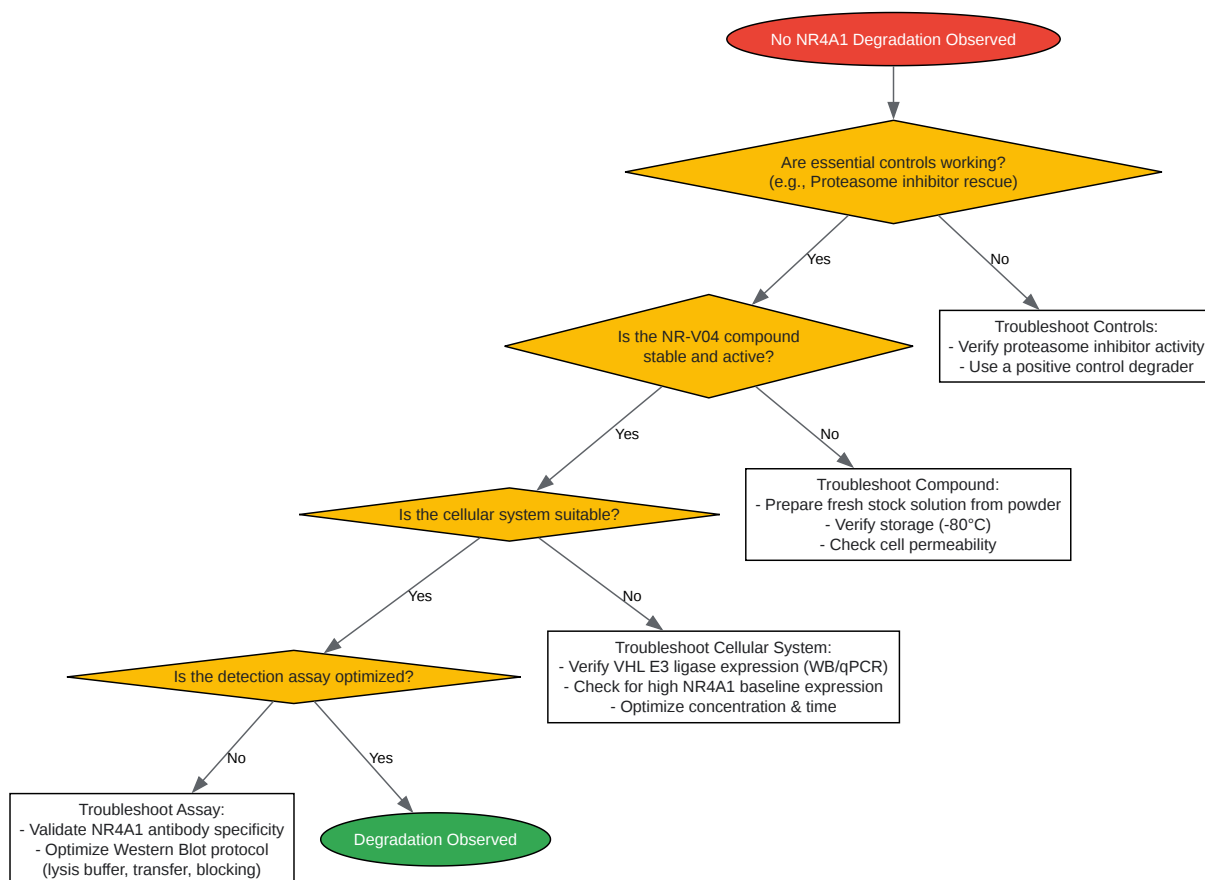 No NR4A1 Degradation Observed
Are essential controls working?
(e.g., Proteasome inhibitor rescue)
Yes
No
Is the NR-V04 compound
stable and active?
Troubleshoot Controls:
- Verify proteasome inhibitor activity
- Use a positive control degrader
Yes
No
Is the cellular system suitable?
Troubleshoot Compound:
- Prepare fresh stock solution from powder
- Verify storage (-80°C)
- Check cell permeability
Yes
No
Is the detection assay optimized?
Troubleshoot Cellular System:
- Verify VHL E3 ligase expression (WB/qPCR)
- Check for high NR4A1 baseline expression
- Optimize concentration & time
No
Yes
Troubleshoot Assay:
- Validate NR4A1 antibody specificity
- Optimize Western Blot protocol
(lysis buffer, transfer, blocking)
Degradation Observed